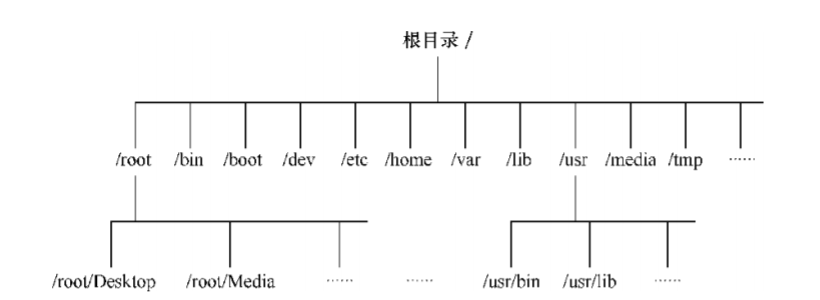 根目录 /
/root /bin /boot /dev /etc /home /var /lib /usr /media /tmp ······
/root/Desktop /root/Media ······ ······ /usr/bin /usr/lib ······